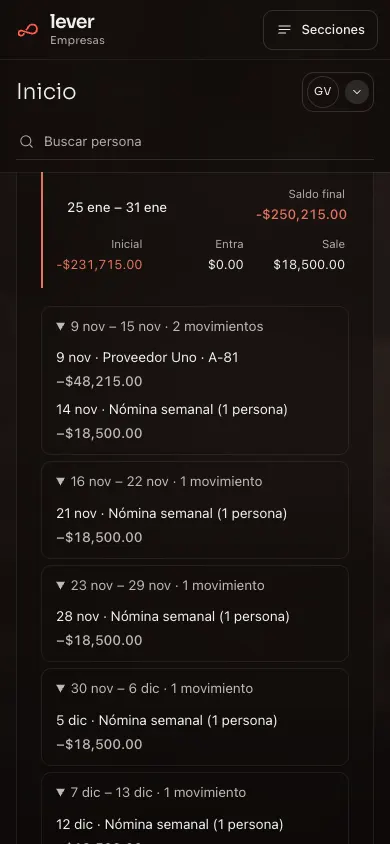 lever
Empresas
Secciones
Inicio
GV
Buscar persona
25 ene – 31 ene
Saldo final
-$250,215.00
Inicial
Entra
Sale
-$231,715.00
$0.00
$18,500.00
▼ 9 nov – 15 nov · 2 movimientos
9 nov · Proveedor Uno · A-81
−$48,215.00
14 nov · Nómina semanal (1 persona)
−$18,500.00
▼ 16 nov – 22 nov · 1 movimiento
21 nov · Nómina semanal (1 persona)
−$18,500.00
▼ 23 nov – 29 nov · 1 movimiento
28 nov · Nómina semanal (1 persona)
−$18,500.00
▼ 30 nov – 6 dic · 1 movimiento
5 dic · Nómina semanal (1 persona)
−$18,500.00
▼ 7 dic – 13 dic · 1 movimiento
12 dic · Nómina semanal (1 persona)